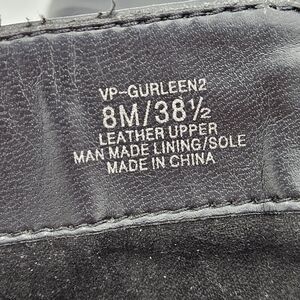 VP-GURLEEN2
8M/38½
LEATHER UPPER
MAN MADE LINING/SOLE
MADE IN CHINA